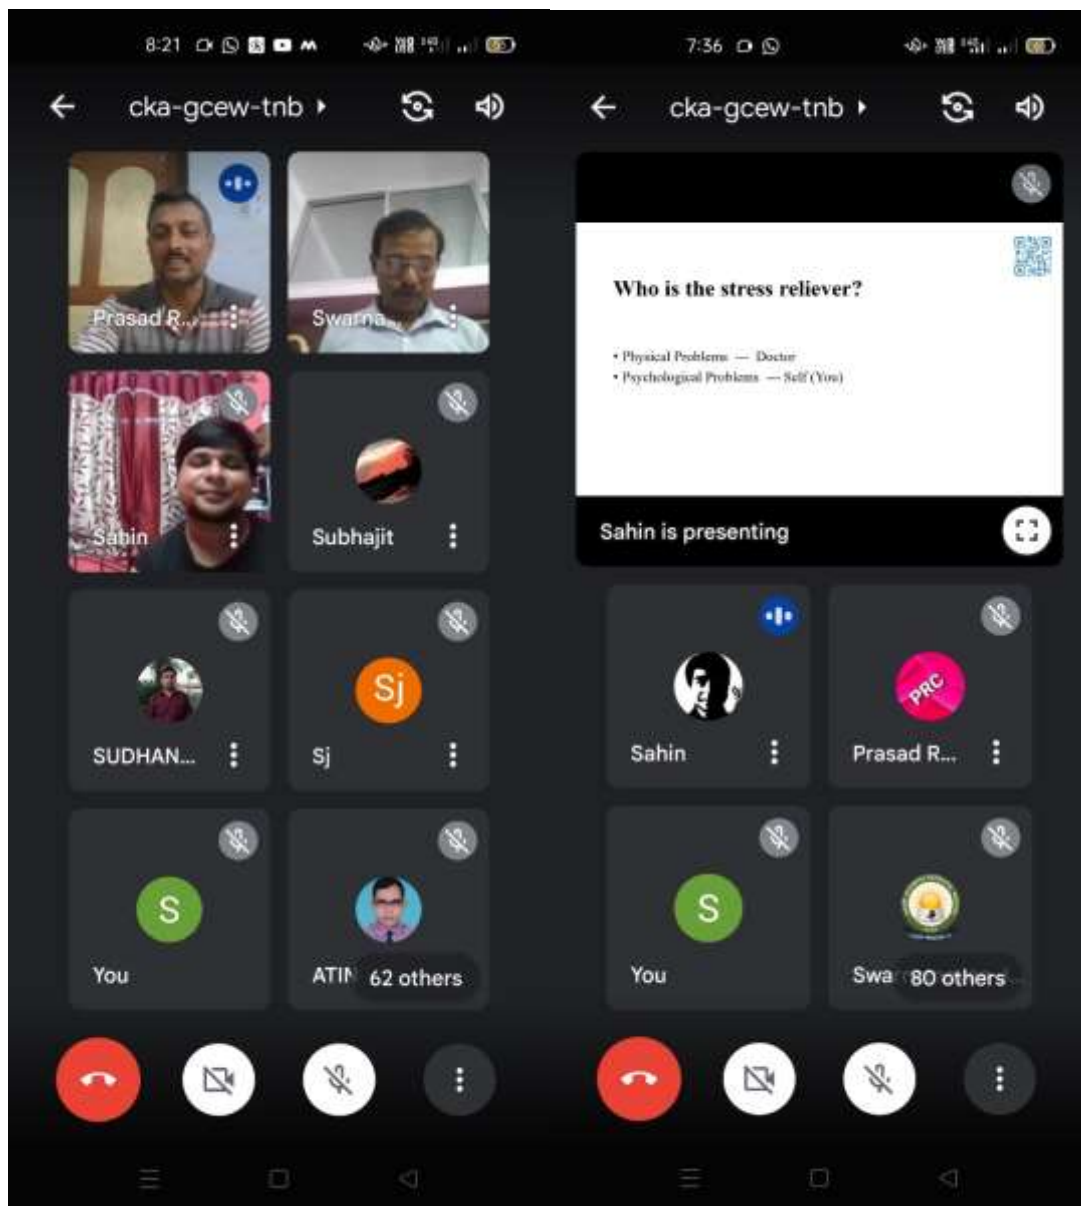 8:21
cka-gcew-tnb
Prasad R...
Swarna...
Sahin
Subhajit
SUDHAN...
Sj
Sj
S
You
ATIN
62 others
7:36
cka-gcew-tnb
Who is the stress reliever?
• Physical Problems — Doctor
• Psychological Problems — Self (You)
Sahin is presenting
Sahin
PRC
Prasad R...
S
You
Swa
80 others